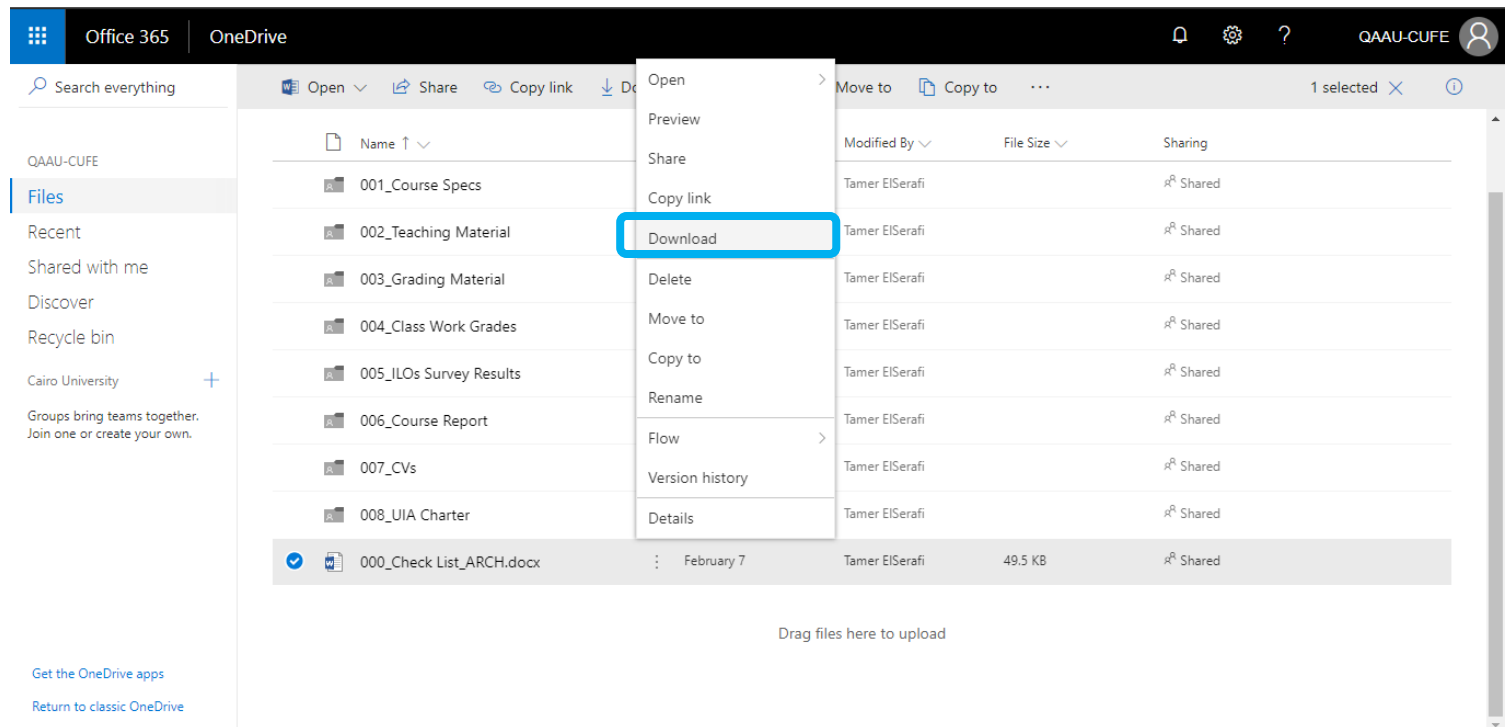 Office 365 OneDrive QAAU-CUFE
Search everything
Open Share Copy link Do Move to Copy to ... 1 selected
QAAU-CUFE
Files
Recent
Shared with me
Discover
Recycle bin
Cairo University
Groups bring teams together.
Join one or create your own.
Get the OneDrive apps
Return to classic OneDrive
Name Modified By File Size Sharing
001_Course Specs Tamer ElSerafi Shared
002_Teaching Material Tamer ElSerafi Shared
003_Grading Material Tamer ElSerafi Shared
004_Class Work Grades Tamer ElSerafi Shared
005_ILOs Survey Results Tamer ElSerafi Shared
006_Course Report Tamer ElSerafi Shared
007_CVs Tamer ElSerafi Shared
008_UIA Charter Tamer ElSerafi Shared
000_Check List_ARCH.docx February 7 Tamer ElSerafi 49.5 KB Shared
Drag files here to upload
Open
Preview
Share
Copy link
Download
Delete
Move to
Copy to
Rename
Flow
Version history
Details